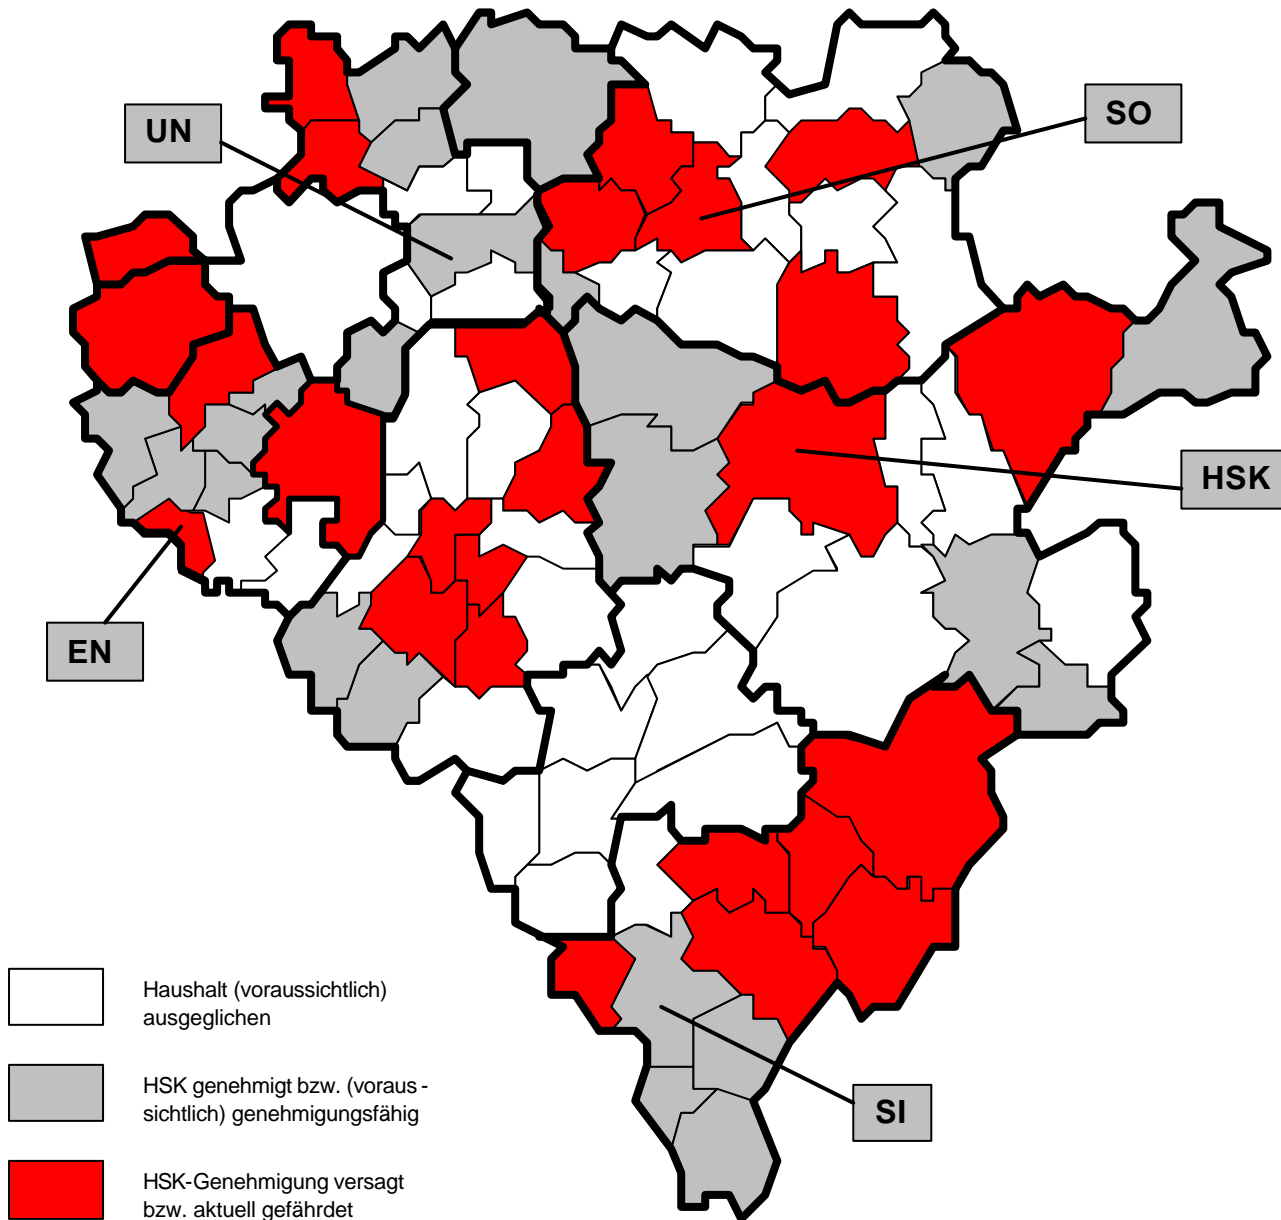 SO
UN
HSK
EN
Haushalt (voraussichtlich)
ausgeglichen
HSK genehmigt bzw. (voraus -
sichtlich) genehmigungsfähig
SI
HSK-Genehmigung versagt
bzw. aktuell gefährdet